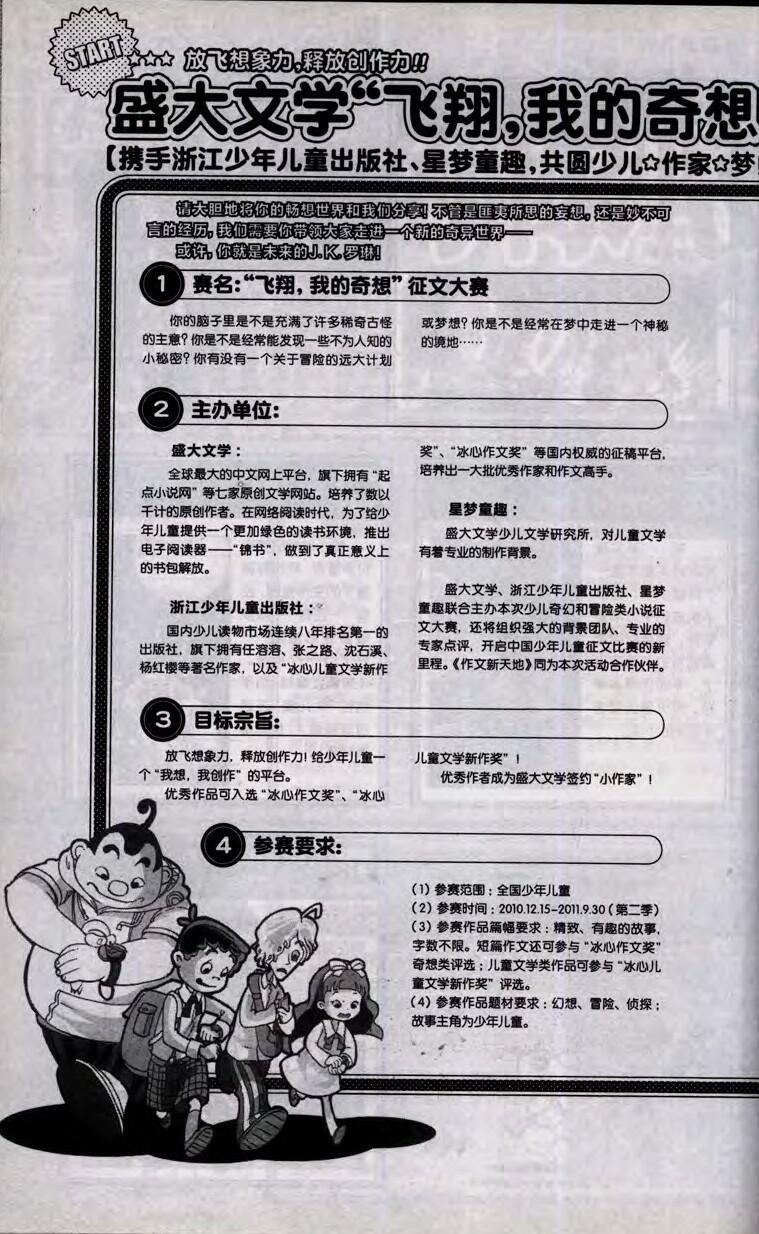 START
放飞想象力,释放创作力!!
盛大文学“飞翔,我的奇想
【携手浙江少年儿童出版社、星梦童趣,共圆少儿☆作家☆梦
请大胆地将你的畅想世界和我们分享!不管是匪夷所思的妄想,还是妙不可
言的经历,我们需要你带领大家走进一个新的奇异世界——
或许,你就是未来的J.K.罗琳!
1 赛名:“飞翔,我的奇想”征文大赛
你的脑子里是不是充满了许多稀奇古怪
的主意?你是不是经常能发现一些不为人知的
小秘密?你有没有一个关于冒险的远大计划
或梦想?你是不是经常在梦中走进一个神秘
的境地……
2 主办单位:
盛大文学:
全球最大的中文网上平台,旗下拥有“起
点小说网”等七家原创文学网站。培养了数以
千计的原创作者。在网络阅读时代,为了给少
年儿童提供一个更加绿色的读书环境,推出
电子阅读器——“锦书”,做到了真正意义上
的书包解放。
浙江少年儿童出版社:
国内少儿读物市场连续八年排名第一的
出版社,旗下拥有任溶溶、张之路、沈石溪、
杨红樱等著名作家,以及“冰心儿童文学新作
奖”、“冰心作文奖”等国内权威的征稿平台,
培养出一大批优秀作家和作文高手。
星梦童趣:
盛大文学少儿文学研究所,对儿童文学
有着专业的制作背景。
盛大文学、浙江少年儿童出版社、星梦
童趣联合主办本次少儿奇幻和冒险类小说征
文大赛,还将组织强大的背景团队、专业的
专家点评,开启中国少年儿童征文比赛的新
里程。《作文新天地》同为本次活动合作伙伴。
3 目标宗旨:
放飞想象力,释放创作力!给少年儿童一
个“我想,我创作”的平台。
优秀作品可入选“冰心作文奖”、“冰心
儿童文学新作奖”!
优秀作者成为盛大文学签约“小作家”!
4 参赛要求:
(1)参赛范围:全国少年儿童
(2)参赛时间:2010.12.15-2011.9.30(第二季)
(3)参赛作品篇幅要求:精致、有趣的故事,
字数不限。短篇作文还可参与“冰心作文奖”
奇想类评选;儿童文学类作品可参与“冰心儿
童文学新作奖”评选。
(4)参赛作品题材要求:幻想、冒险、侦探;
故事主角为少年儿童。